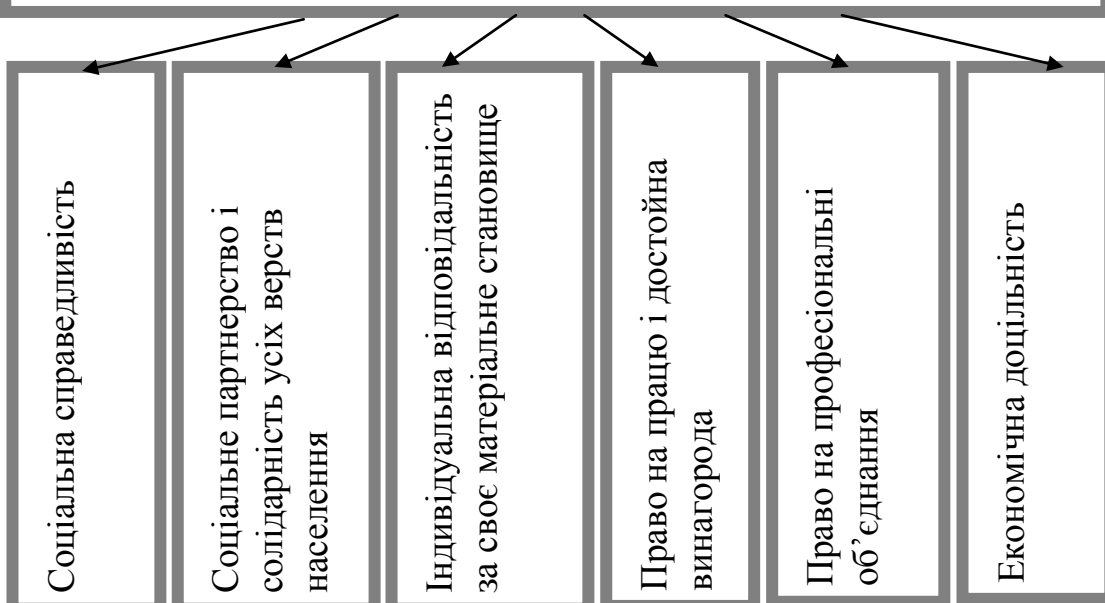 Соціальна справедливість
Соціальне партнерство і
солідарність усіх верств
населення
Індивідуальна відповідальність
за своє матеріальне становище
Право на працю і достойна
винагорода
Право на професіональні
об’єднання
Економічна доцільність